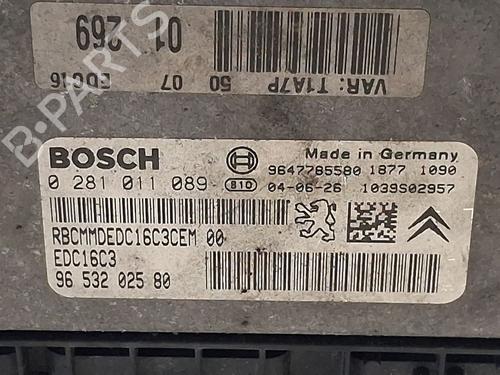 01 269
EDC16 07 50 VAR: T1A7P
BOSCH
Made in Germany
9647785580 1877 1090
0 281 011 089 B10 04-06-26 1039S02957
RBCMMDEDC16C3CEM 00
EDC16C3
96 532 025 80
B-PARTS